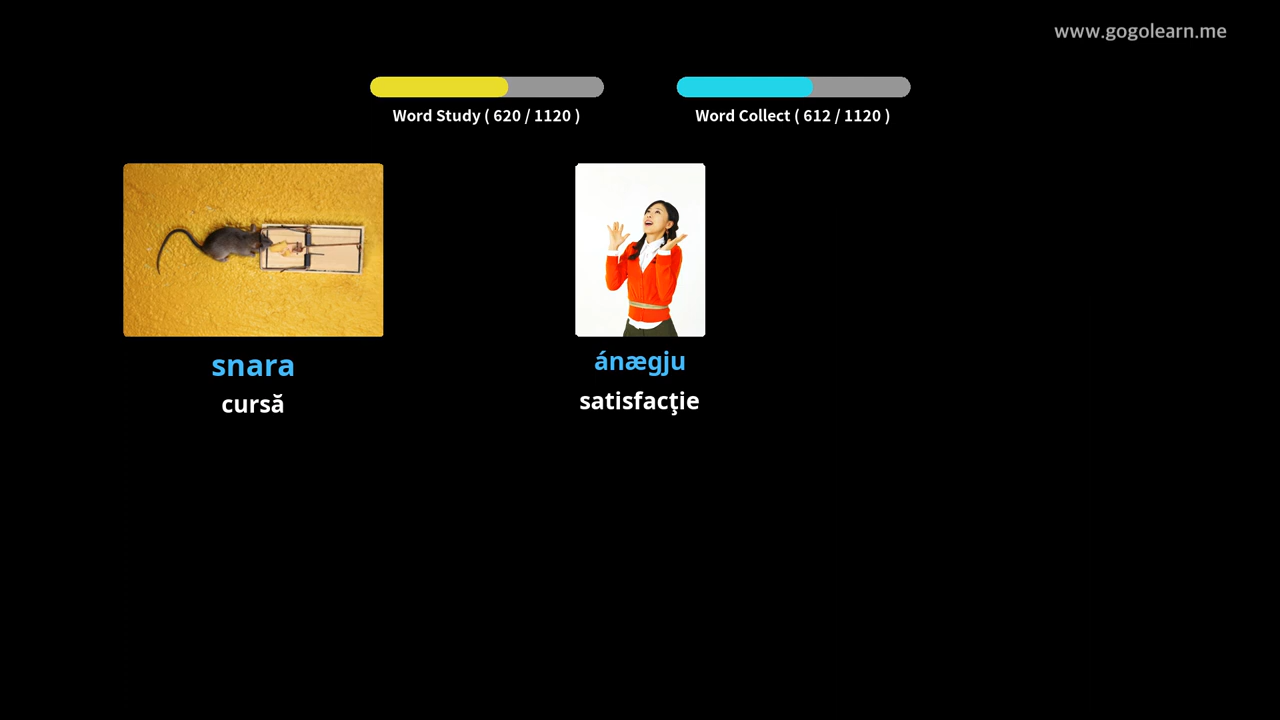 www.gogolearn.me
Word Study ( 620 / 1120 )
Word Collect ( 612 / 1120 )
snara
cursă
ánægju
satisfacţie